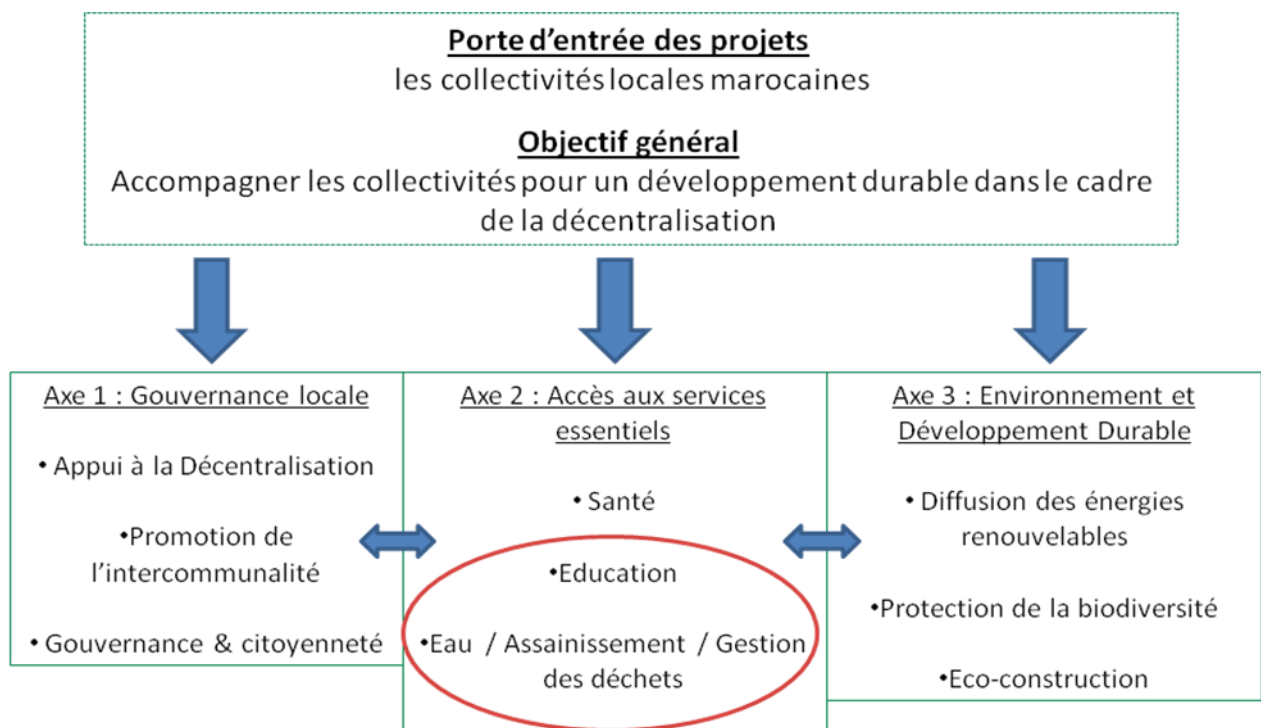 Porte d'entrée des projets
les collectivités locales marocaines
Objectif général
Accompagner les collectivités pour un développement durable dans le cadre
de la décentralisation
Axe 1 : Gouvernance locale
• Appui à la Décentralisation
•Promotion de
l'intercommunalité
• Gouvernance & citoyenneté
Axe 2 : Accès aux services
essentiels
• Santé
•Education
•Eau / Assainissement / Gestion
des déchets
Axe 3 : Environnement et
Développement Durable
• Diffusion des énergies
renouvelables
•Protection de la biodiversité
•Eco-construction